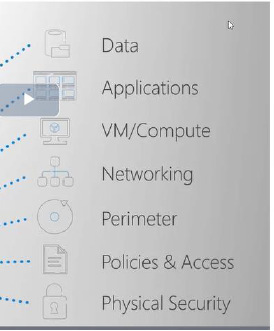 Data
Applications
VM/Compute
Networking
Perimeter
Policies & Access
Physical Security